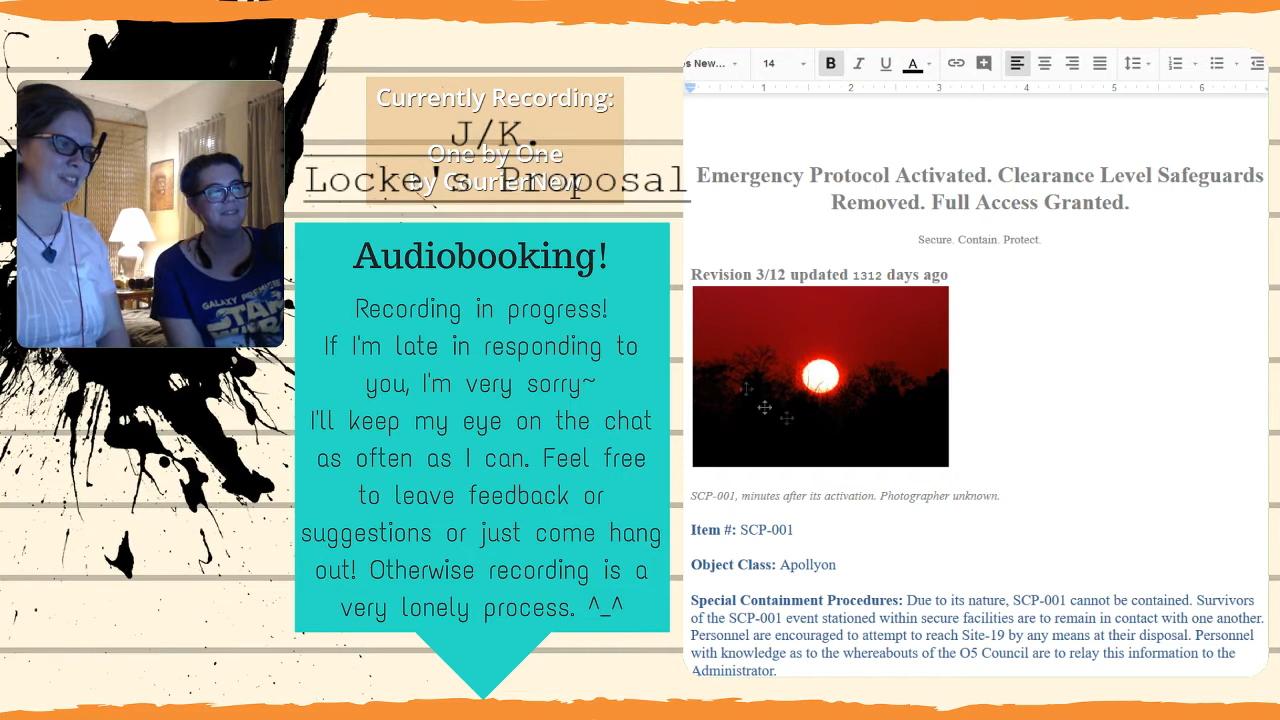 Currently Recording:
J/K.
One by One
Locke's Proposal
by CourierNew
Audiobooking!
Recording in progress!
If I'm late in responding to
you, I'm very sorry~
I'll keep my eye on the chat
as often as I can. Feel free
to leave feedback or
suggestions or just come hang
out! Otherwise recording is a
very lonely process. ^_^
GALAXY PREMIERE
STAR
WARS
s New...
14
B I U A
1 2 3 4 5 6
Emergency Protocol Activated. Clearance Level Safeguards
Removed. Full Access Granted.
Secure. Contain. Protect.
Revision 3/12 updated 1312 days ago
SCP-001, minutes after its activation. Photographer unknown.
Item #: SCP-001
Object Class: Apollyon
Special Containment Procedures: Due to its nature, SCP-001 cannot be contained. Survivors
of the SCP-001 event stationed within secure facilities are to remain in contact with one another.
Personnel are encouraged to attempt to reach Site-19 by any means at their disposal. Personnel
with knowledge as to the whereabouts of the O5 Council are to relay this information to the
Administrator.